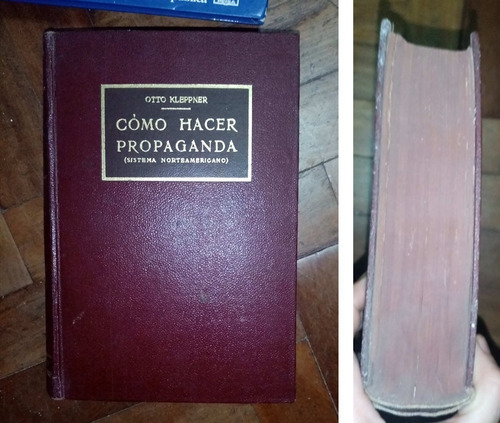 OTTO KLEPPNER
CÓMO HACER
PROPAGANDA
(SISTEMA NORTEAMERICANO)